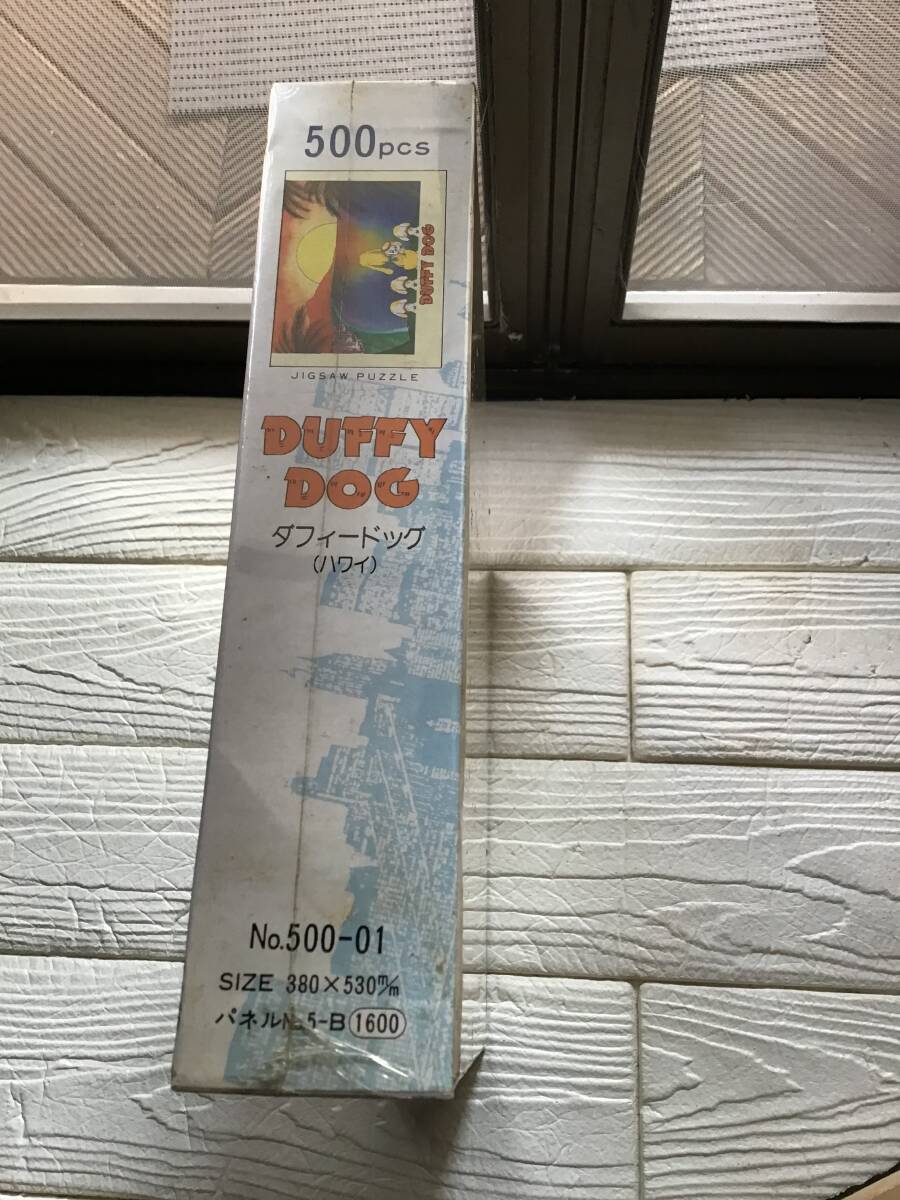 500pcs
DUFFY DOG
JIGSAW PUZZLE
DUFFY
DOG
ダフィードッグ
(ハワイ)
No.500-01
SIZE 380×530m/m
パネルNo.5-B 1600